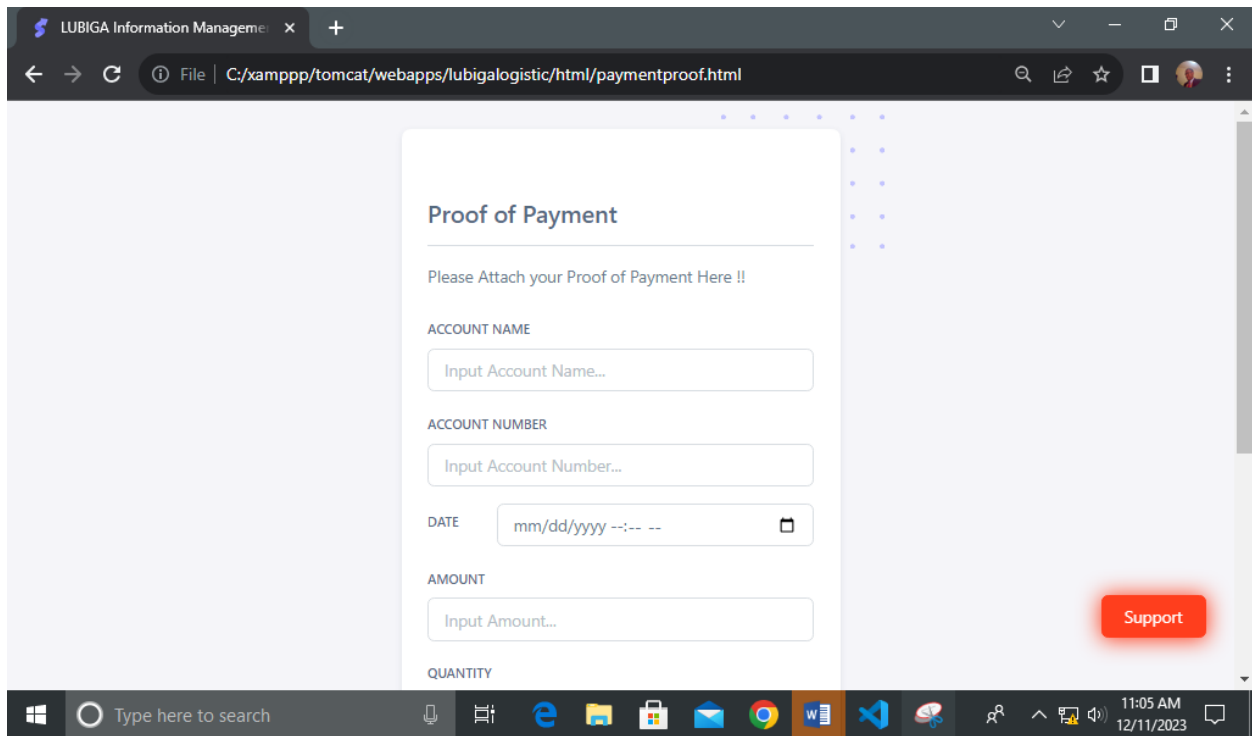 LUBIGA Information Managemer
File | C:/xamppp/tomcat/webapps/lubigalogistic/html/paymentproof.html
Proof of Payment
Please Attach your Proof of Payment Here !!
ACCOUNT NAME
Input Account Name...
ACCOUNT NUMBER
Input Account Number...
DATE mm/dd/yyyy --:-- --
AMOUNT
Input Amount...
Support
QUANTITY
Type here to search
11:05 AM
12/11/2023